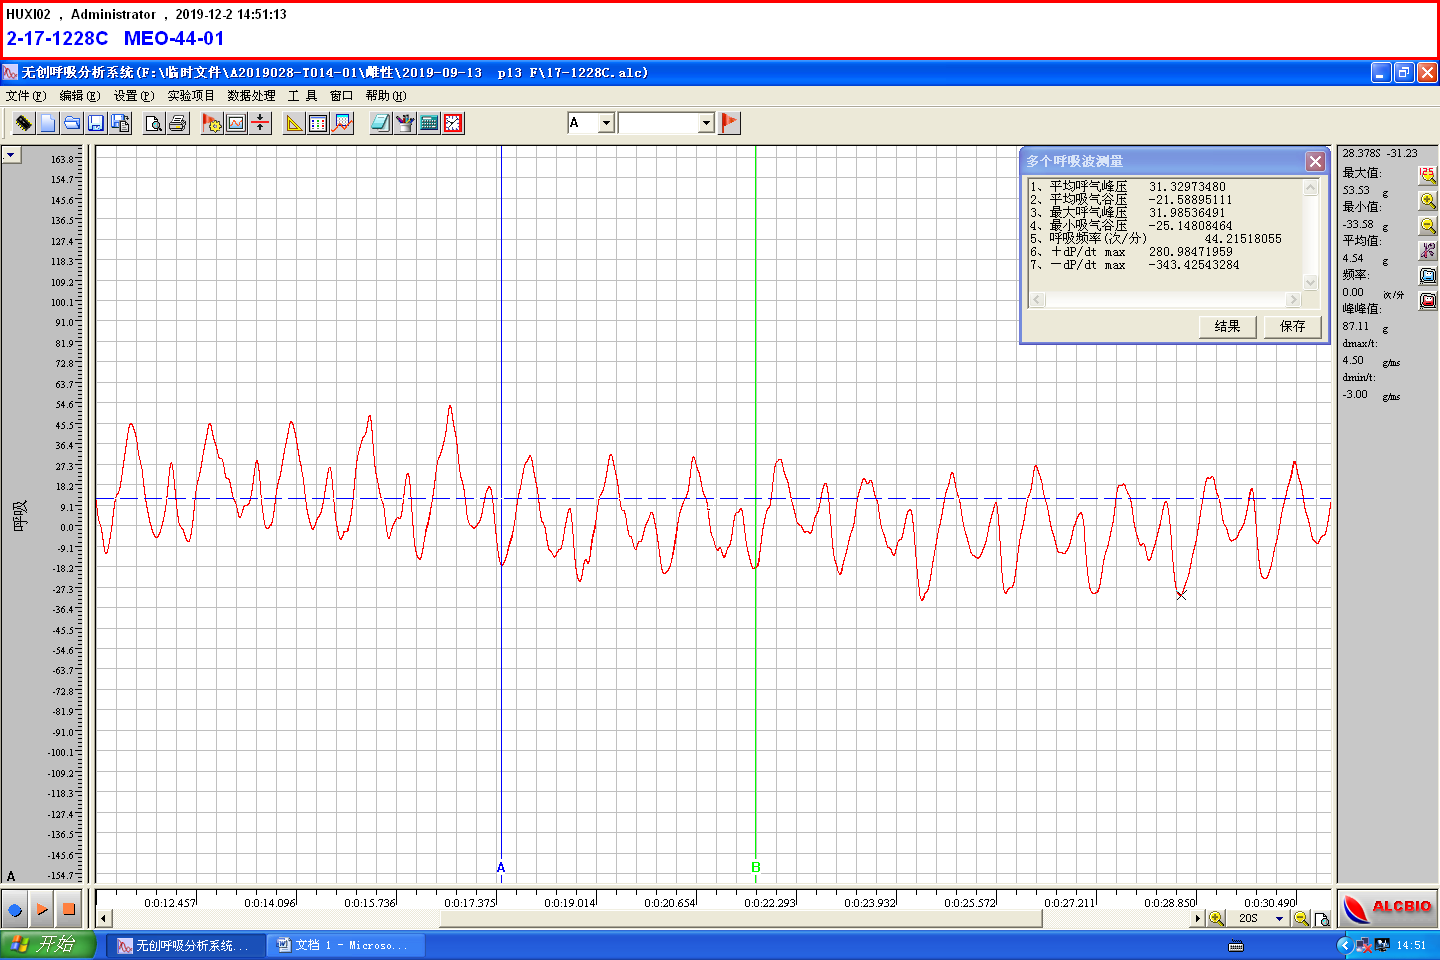 HUXI02 , Administrator , 2019-12-2 14:51:13
2-17-1228C MEO-44-01
无创呼吸分析系统(F:\临时文件\A2019028-T014-01\雌性\2019-09-13 p13 F\17-1228C.alc)
文件(F) 编辑(E) 设置(P) 实验项目 数据处理 工 具 窗口 帮助(H)
A
163.8
154.7
145.6
136.5
127.4
118.3
109.2
100.1
91.0
81.9
72.8
63.7
54.6
45.5
36.4
27.3
18.2
9.1
0.0
-9.1
-18.2
-27.3
-36.4
-45.5
-54.6
-63.7
-72.8
-81.9
-91.0
-100.1
-109.2
-118.3
-127.4
-136.5
-145.6
-154.7
呼吸
A
A
B
多个呼吸波测量
1、平均呼气峰压 31.32973480
2、平均吸气谷压 -21.58895111
3、最大呼气峰压 31.98536491
4、最小吸气谷压 -25.14808464
5、呼吸频率(次/分) 44.21518055
6、＋dP/dt max 280.98471959
7、－dP/dt max -343.42543284
结果 保存
28.378S -31.23
最大值:
53.53 g
最小值:
-33.58 g
平均值:
4.54 g
频率:
0.00 次/分
峰峰值:
87.11 g
dmax/t:
4.50 g/ms
dmin/t:
-3.00 g/ms
125
0:0:12.457 0:0:14.096 0:0:15.736 0:0:17.375 0:0:19.014 0:0:20.654 0:0:22.293 0:0:23.932 0:0:25.572 0:0:27.211 0:0:28.850 0:0:30.490
20S
ALCBIO
开始 无创呼吸分析系统... 文档 1 - Microso... 14:51